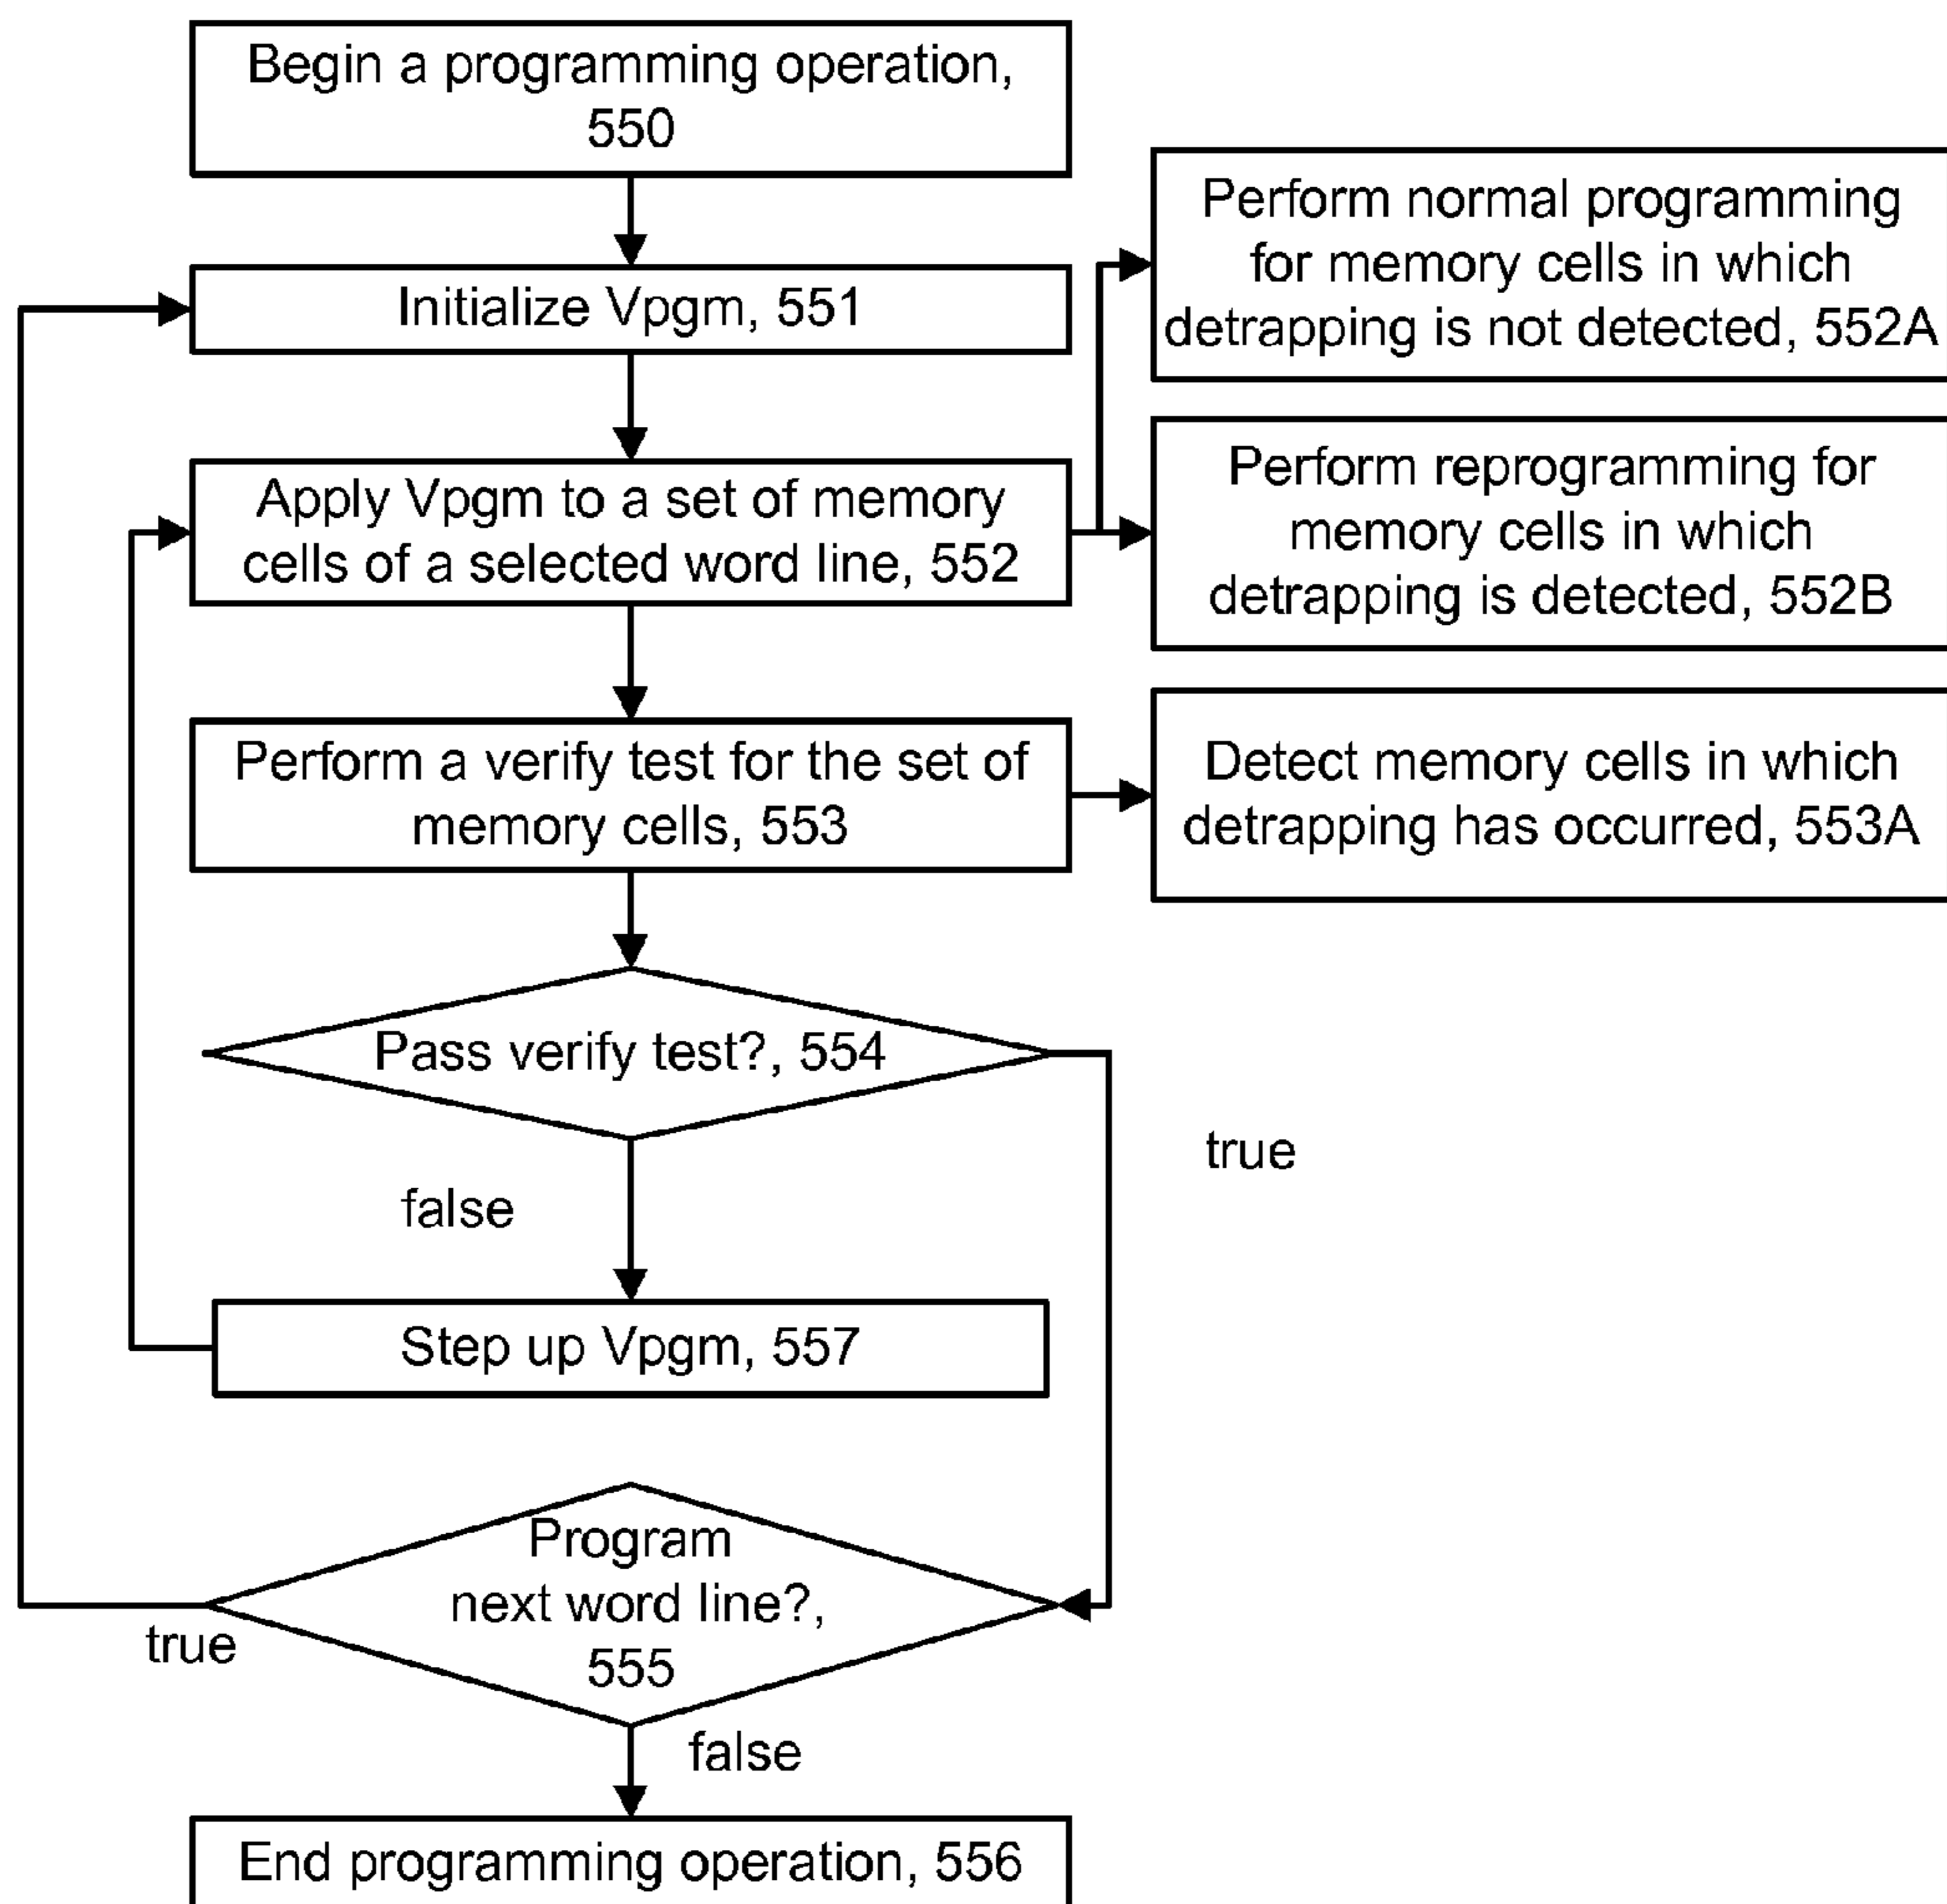 Begin a programming operation,
550
Initialize Vpgm, 551
Apply Vpgm to a set of memory
cells of a selected word line, 552
Perform normal programming
for memory cells in which
detrapping is not detected, 552A
Perform reprogramming for
memory cells in which
detrapping is detected, 552B
Perform a verify test for the set of
memory cells, 553
Detect memory cells in which
detrapping has occurred, 553A
Pass verify test?, 554
true
false
Step up Vpgm, 557
Program
next word line?,
555
true
false
End programming operation, 556